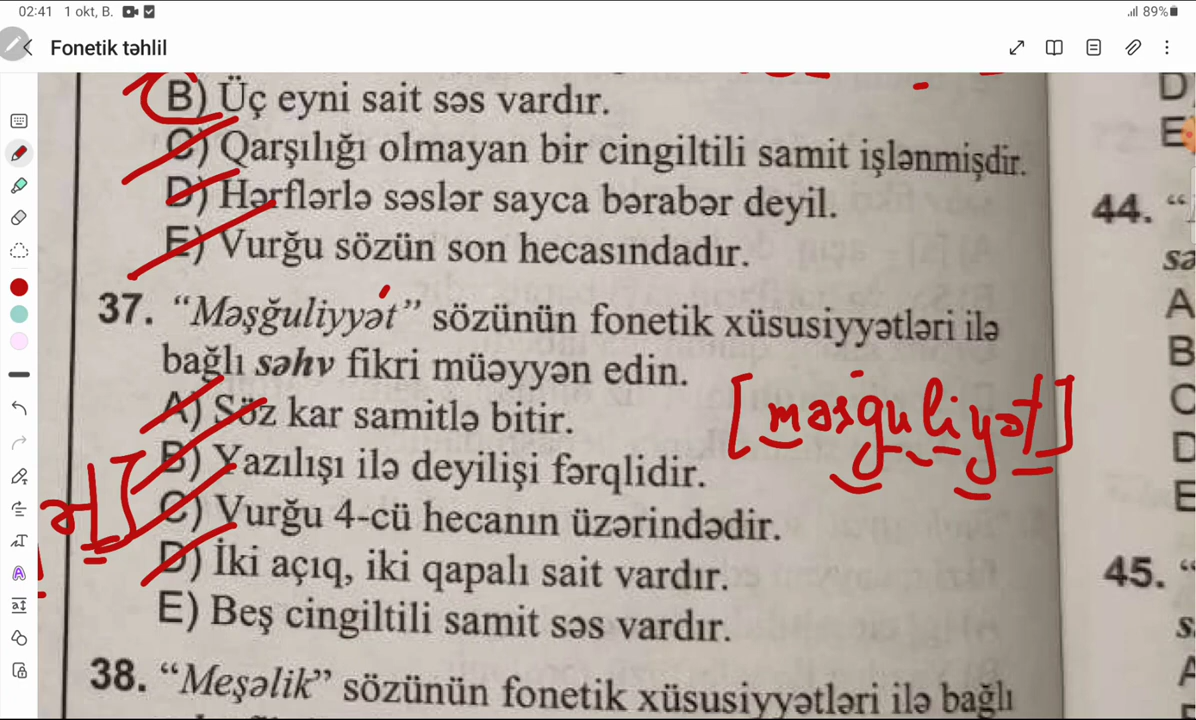 02:41 1 okt, B. 89%
Fonetik təhlil
B) Üç eyni sait səs vardır.
C) Qarşılığı olmayan bir cingiltili samit işlənmişdir.
D) Hərflərlə səslər sayca bərabər deyil.
E) Vurğu sözün son hecasındadır.
37. “Məşğuliyyət” sözünün fonetik xüsusiyyətləri ilə
bağlı səhv fikri müəyyən edin.
A) Söz kar samitlə bitir.
B) Yazılışı ilə deyilişi fərqlidir.
C) Vurğu 4-cü hecanın üzərindədir.
D) İki açıq, iki qapalı sait vardır.
E) Beş cingiltili samit səs vardır.
38. “Meşəlik” sözünün fonetik xüsusiyyətləri ilə bağlı
[məşğuliyət]
D
E
44. “
sə
A
B
C
D
E
45. “
s
A